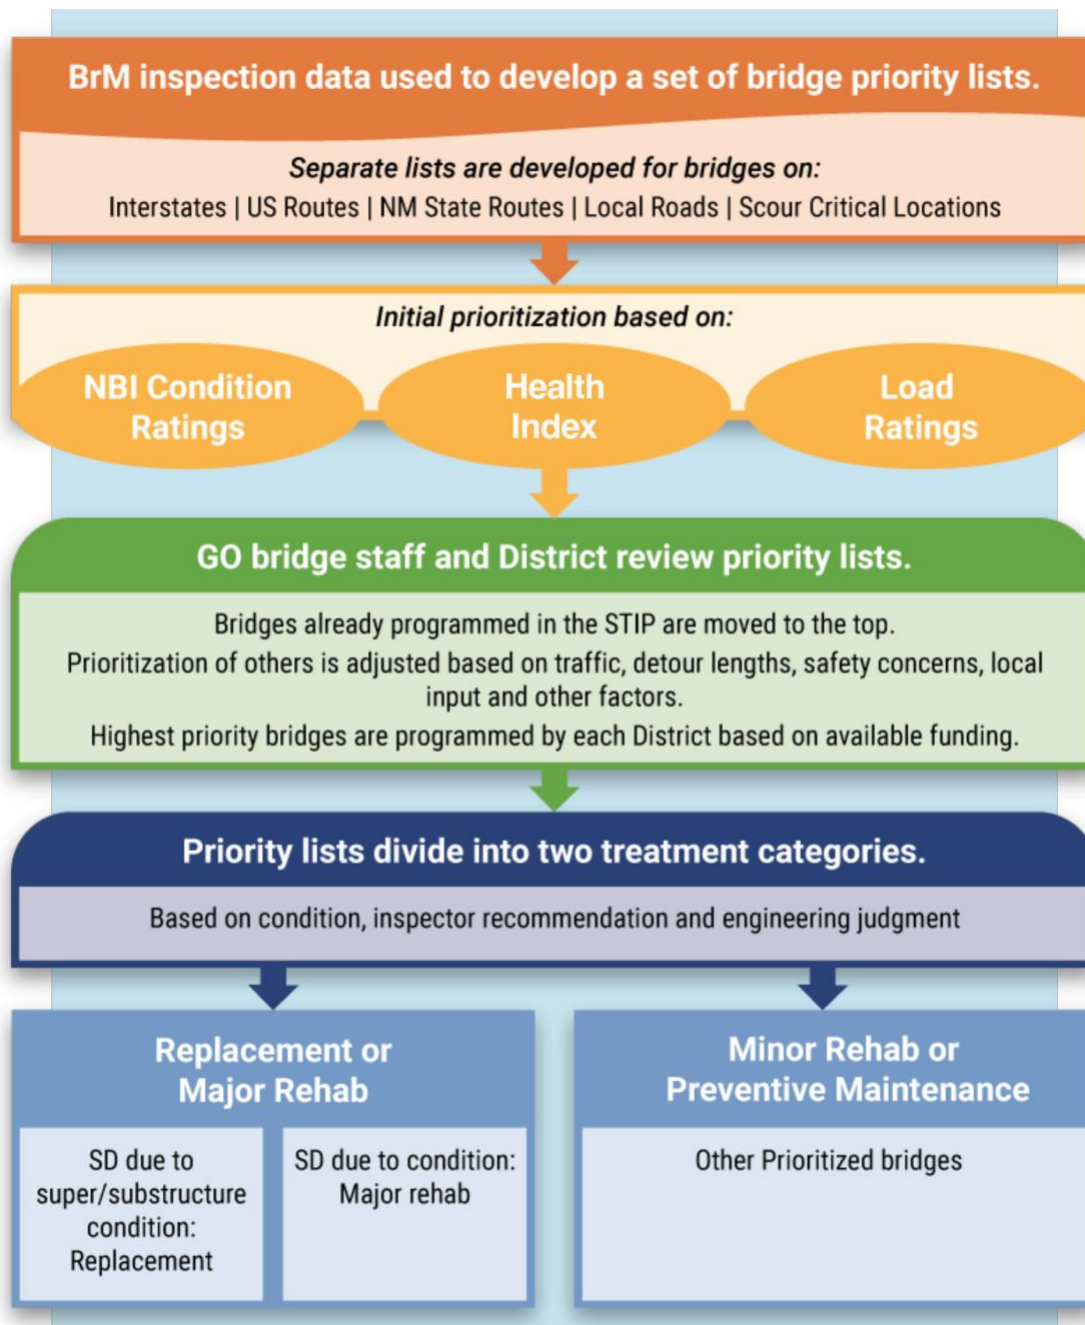 BrM inspection data used to develop a set of bridge priority lists.
Separate lists are developed for bridges on:
Interstates | US Routes | NM State Routes | Local Roads | Scour Critical Locations
Initial prioritization based on:
NBI Condition
Ratings
Health
Index
Load
Ratings
GO bridge staff and District review priority lists.
Bridges already programmed in the STIP are moved to the top.
Prioritization of others is adjusted based on traffic, detour lengths, safety concerns, local
input and other factors.
Highest priority bridges are programmed by each District based on available funding.
Priority lists divide into two treatment categories.
Based on condition, inspector recommendation and engineering judgment
Replacement or
Major Rehab
SD due to
super/substructure
condition:
Replacement
SD due to condition:
Major rehab
Minor Rehab or
Preventive Maintenance
Other Prioritized bridges